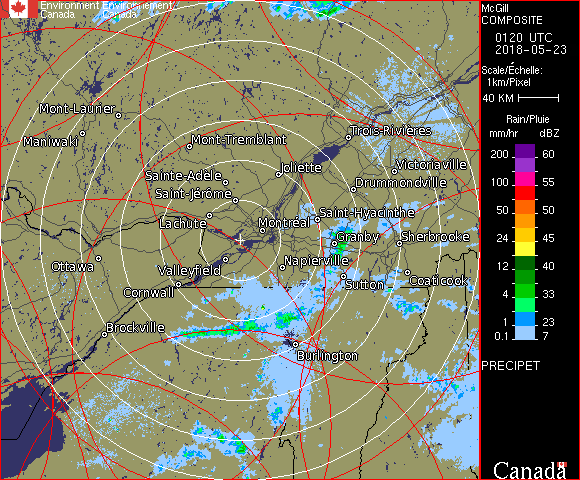 Environment Environnement
Canada Canada
McGill
COMPOSITE
0120 UTC
2018-05-23
Scale/Échelle:
1km/Pixel
40 KM
Rain/Pluie
mm/hr dBZ
200 60
150 57
100 55
50 50
24 45
12 40
4 33
1 23
0.1 7
PRECIPET
Canada
Mont-Laurier
Maniwaki
Mont-Tremblant
Trois-Rivières
Joliette
Victoriaville
Sainte-Adèle
Drummondville
Saint-Jérôme
Lachute
Saint-Hyacinthe
Montréal
Granby
Sherbrooke
Ottawa
Valleyfield
Napierville
Coaticook
Sutton
Cornwall
Brockville
Burlington